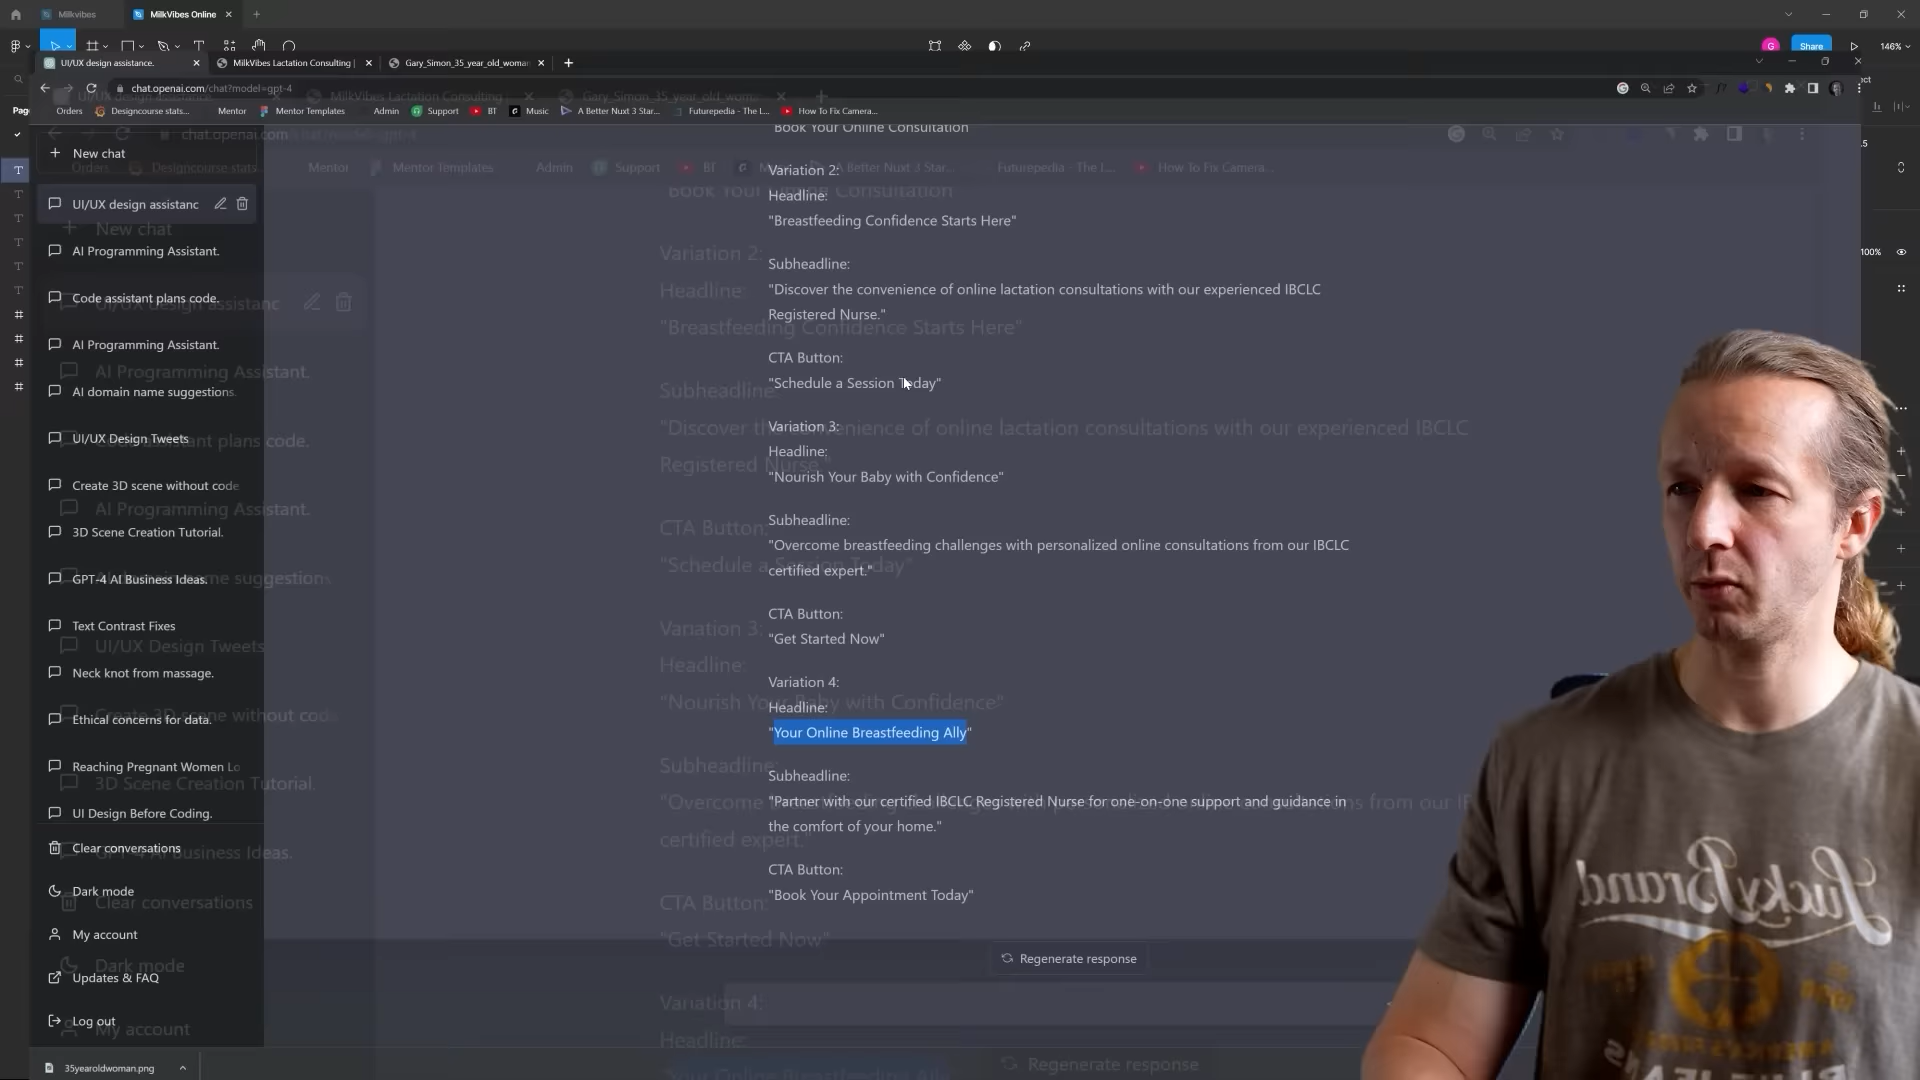 Milkvibes
MilkVibes Online
Share
146%
UI/UX design assistance.
MilkVibes Lactation Consulting |
Gary_Simon_35_year_old_woman
chat.openai.com/chat?model=gpt-4
Orders
Designcourse stats...
Mentor
Mentor Templates
Admin
Support
BT
Music
A Better Nuxt 3 Star...
Futurepedia - The L...
How To Fix Camera...
New chat
UI/UX design assistanc
AI Programming Assistant.
Code assistant plans code.
AI Programming Assistant.
AI domain name suggestions.
UI/UX Design Tweets
Create 3D scene without code
3D Scene Creation Tutorial.
GPT-4 AI Business Ideas.
Text Contrast Fixes
Neck knot from massage.
Ethical concerns for data.
Reaching Pregnant Women Lo
UI Design Before Coding.
Clear conversations
Dark mode
My account
Updates & FAQ
Log out
Book Your Online Consultation
Variation 2:
Headline:
"Breastfeeding Confidence Starts Here"
Subheadline:
"Discover the convenience of online lactation consultations with our experienced IBCLC
Registered Nurse."
CTA Button:
"Schedule a Session Today"
Variation 3:
Headline:
"Nourish Your Baby with Confidence"
Subheadline:
"Overcome breastfeeding challenges with personalized online consultations from our IBCLC
certified expert."
CTA Button:
"Get Started Now"
Variation 4:
Headline:
"Your Online Breastfeeding Ally"
Subheadline:
"Partner with our certified IBCLC Registered Nurse for one-on-one support and guidance in
the comfort of your home."
CTA Button:
"Book Your Appointment Today"
Regenerate response
35yearoldwoman.png
100%
Lucky Brand
BLUE JEANS